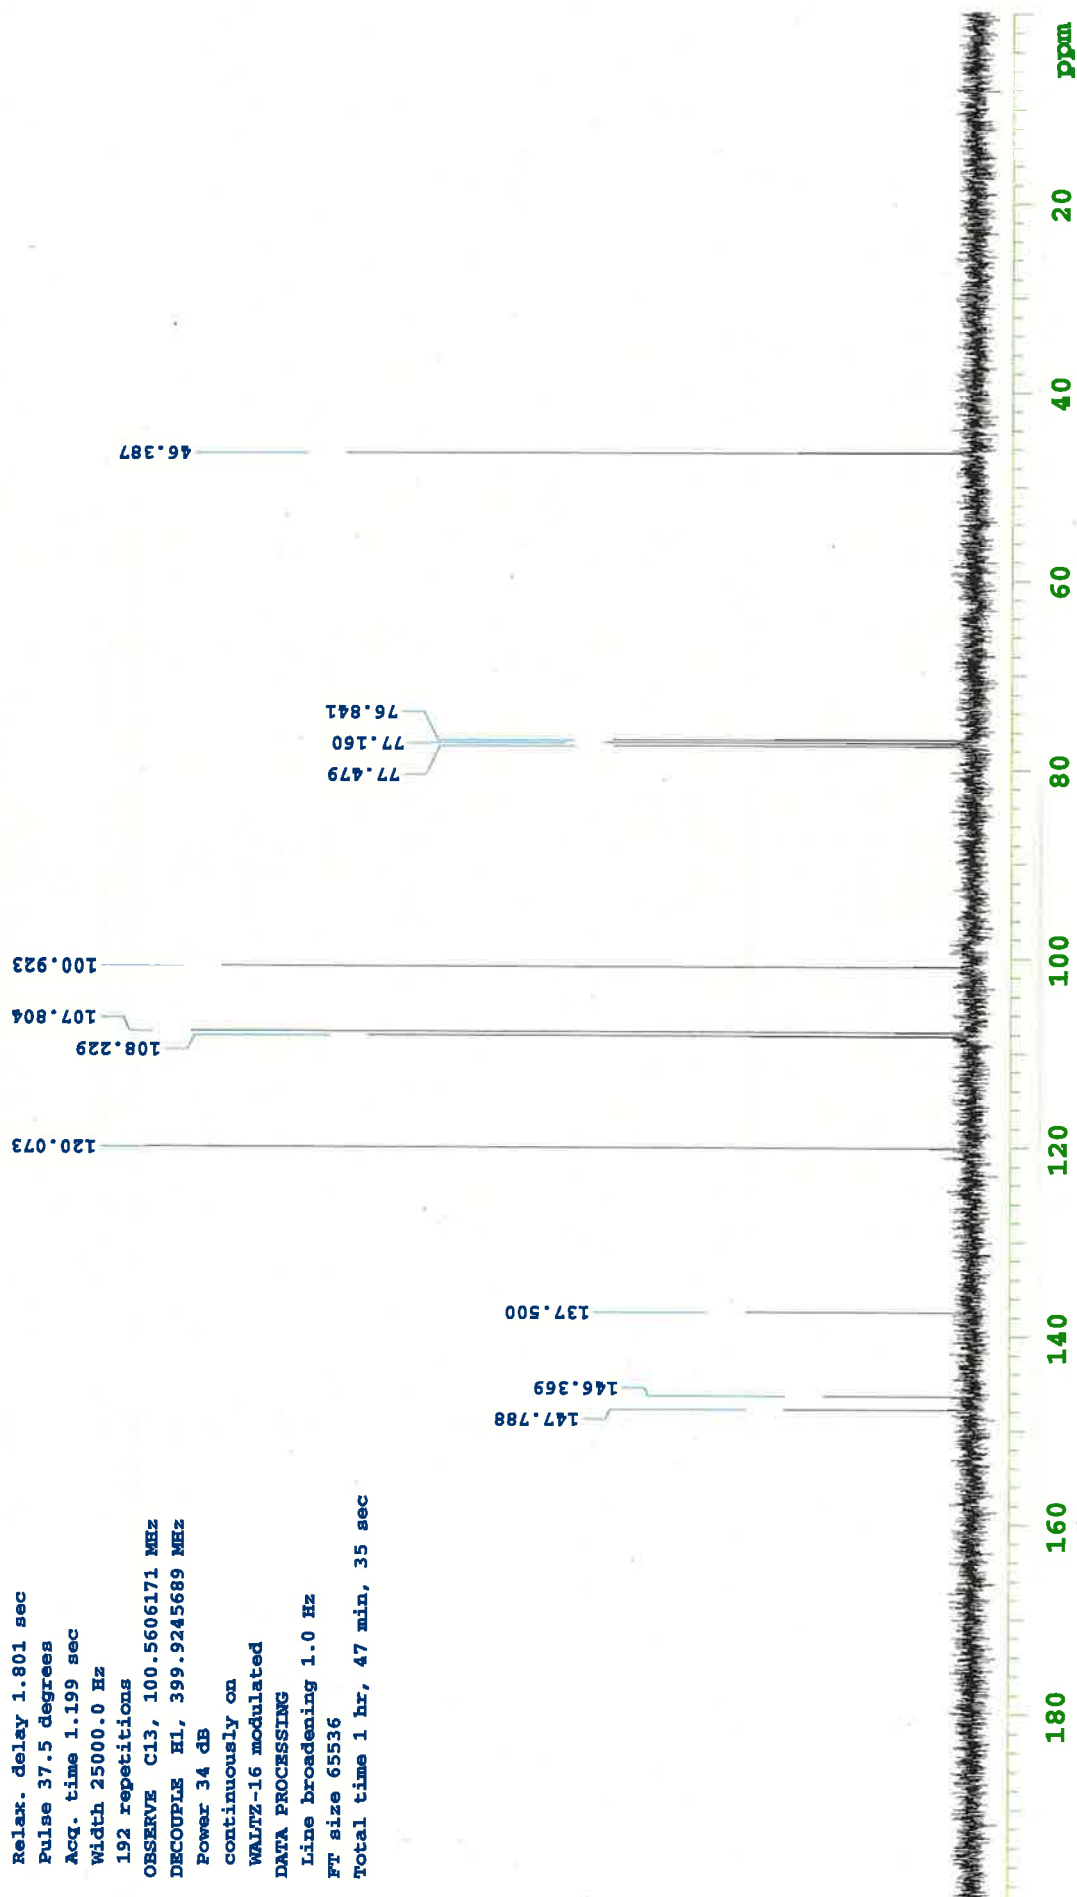 Relax. delay 1.801 sec
Pulse 37.5 degrees
Acq. time 1.199 sec
Width 25000.0 Hz
192 repetitions
OBSERVE C13, 100.5606171 MHz
DECOUPLE H1, 399.9245689 MHz
Power 34 dB
continuously on
WALTZ-16 modulated
DATA PROCESSING
Line broadening 1.0 Hz
FT size 65536
Total time 1 hr, 47 min, 35 sec
147.788
146.369
137.500
120.073
108.229
107.804
100.923
77.479
77.160
76.841
46.387
180 160 140 120 100 80 60 40 20 ppm